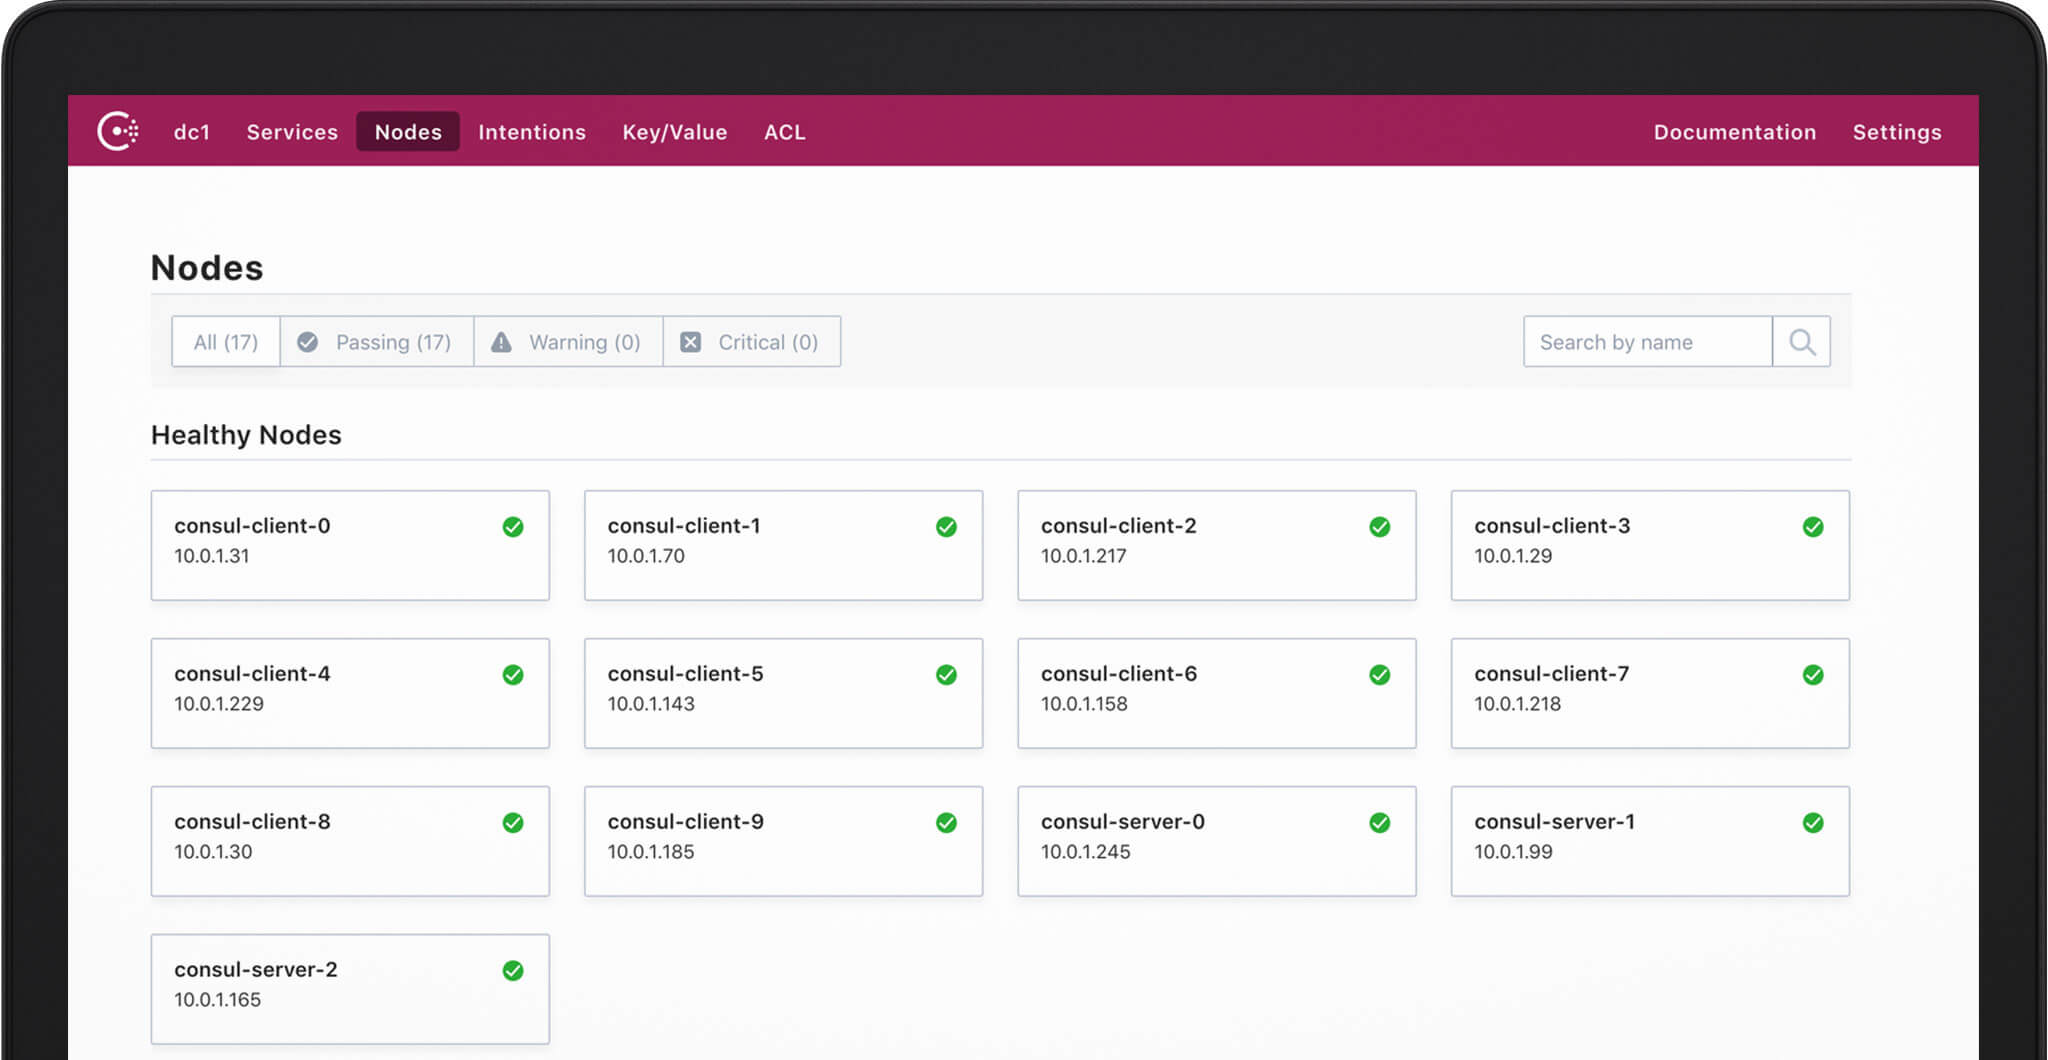 dc1 Services Nodes Intentions Key/Value ACL Documentation Settings
Nodes
All (17) Passing (17) Warning (0) Critical (0) Search by name
Healthy Nodes
consul-client-0
10.0.1.31
consul-client-1
10.0.1.70
consul-client-2
10.0.1.217
consul-client-3
10.0.1.29
consul-client-4
10.0.1.229
consul-client-5
10.0.1.143
consul-client-6
10.0.1.158
consul-client-7
10.0.1.218
consul-client-8
10.0.1.30
consul-client-9
10.0.1.185
consul-server-0
10.0.1.245
consul-server-1
10.0.1.99
consul-server-2
10.0.1.165